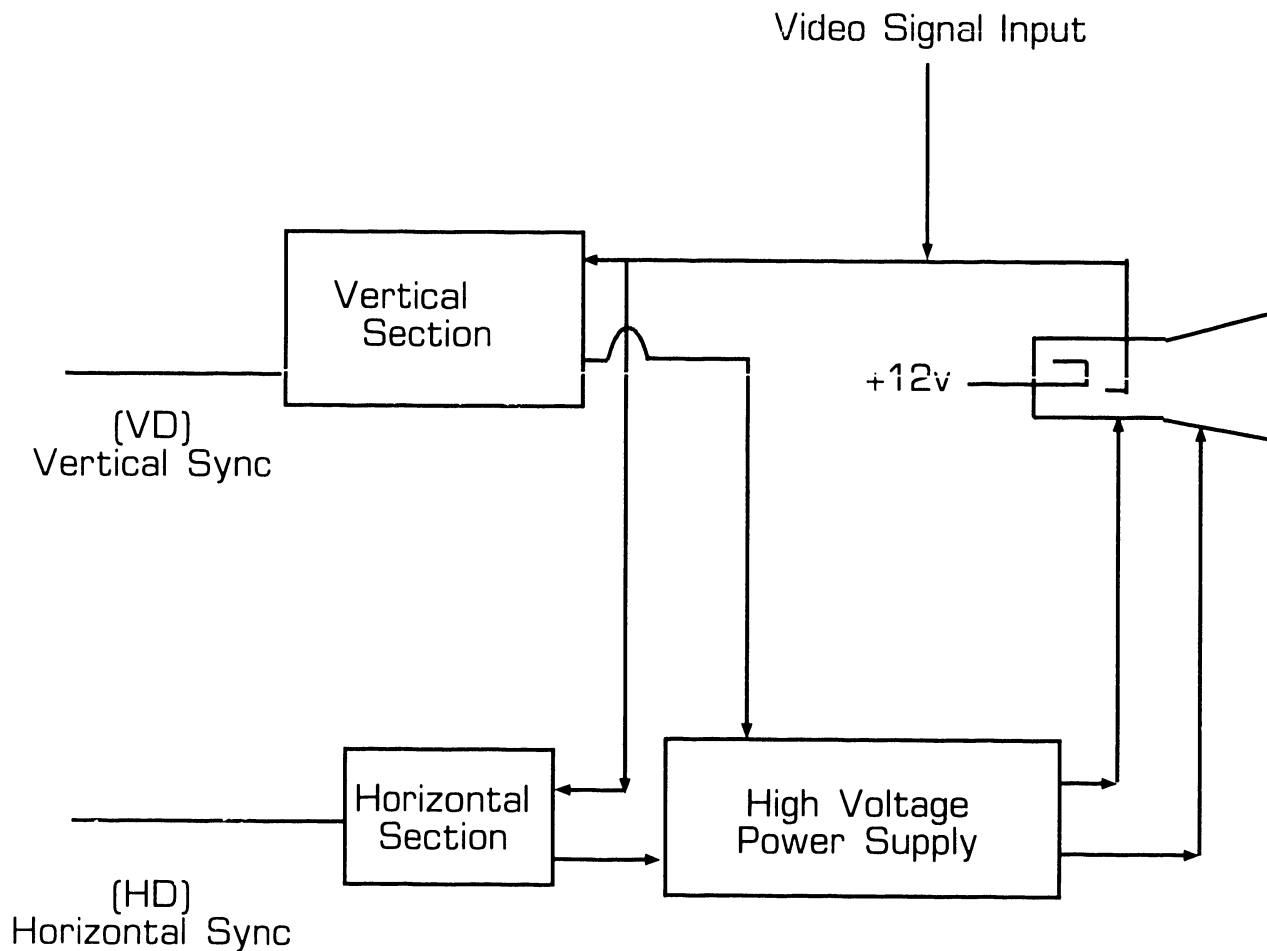 Video Signal Input
Vertical
Section
+12v
(VD)
Vertical Sync
Horizontal
Section
High Voltage
Power Supply
(HD)
Horizontal Sync